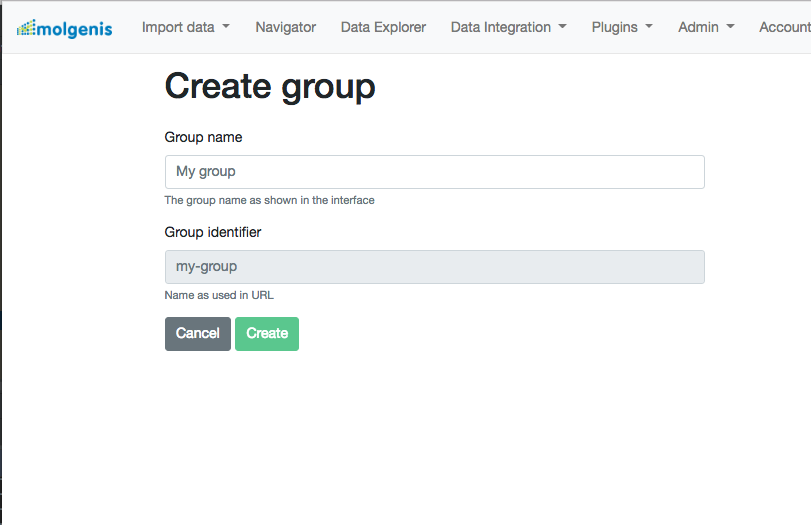 molgenis Import data Navigator Data Explorer Data Integration Plugins Admin Account
Create group
Group name
My group
The group name as shown in the interface
Group identifier
my-group
Name as used in URL
Cancel Create